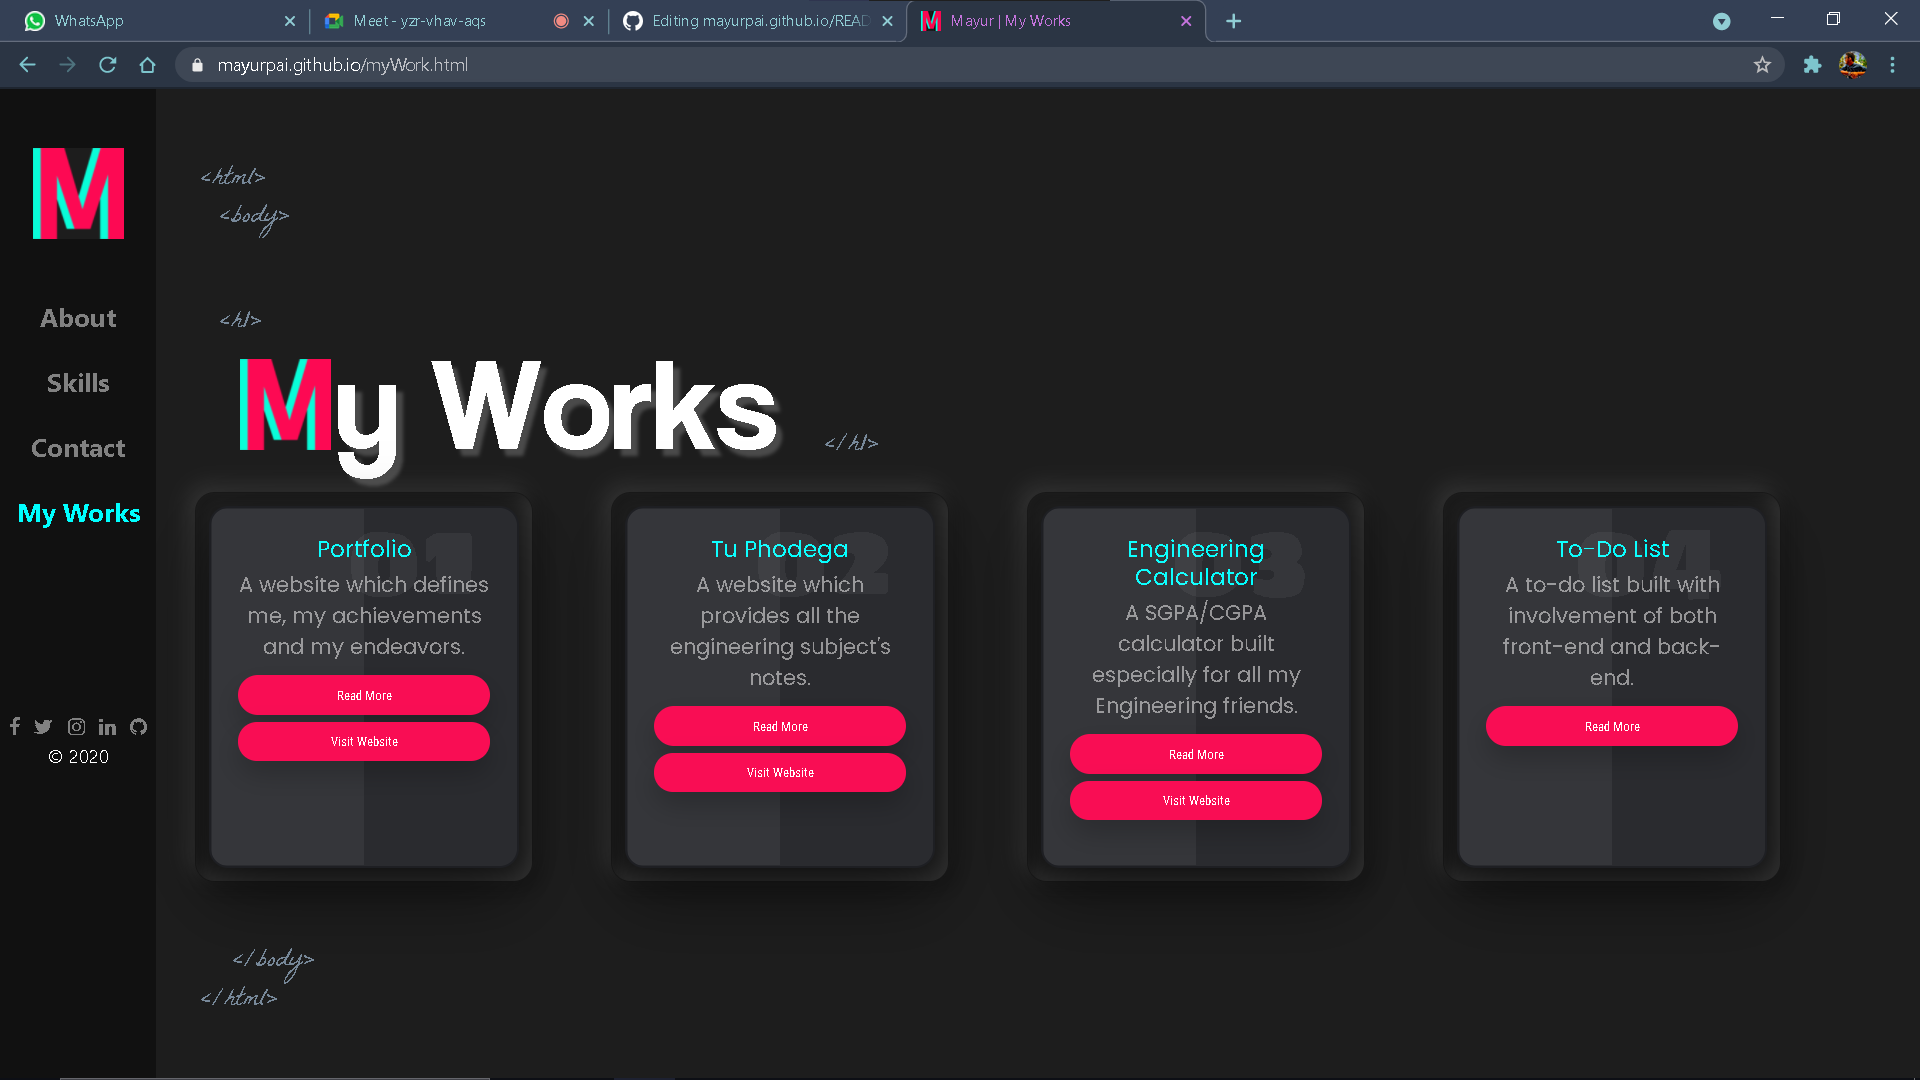 WhatsApp
Meet - yzr-vhav-aqs
Editing mayurpai.github.io/READ
Mayur | My Works
mayurpai.github.io/myWork.html
M
About
Skills
Contact
My Works
© 2020
<html>
<body>
<h1>
My Works
</h1>
01
Portfolio
A website which defines
me, my achievements
and my endeavors.
Read More
Visit Website
02
Tu Phodega
A website which
provides all the
engineering subject's
notes.
Read More
Visit Website
03
Engineering
Calculator
A SGPA/CGPA
calculator built
especially for all my
Engineering friends.
Read More
Visit Website
04
To-Do List
A to-do list built with
involvement of both
front-end and back-
end.
Read More
</body>
</html>